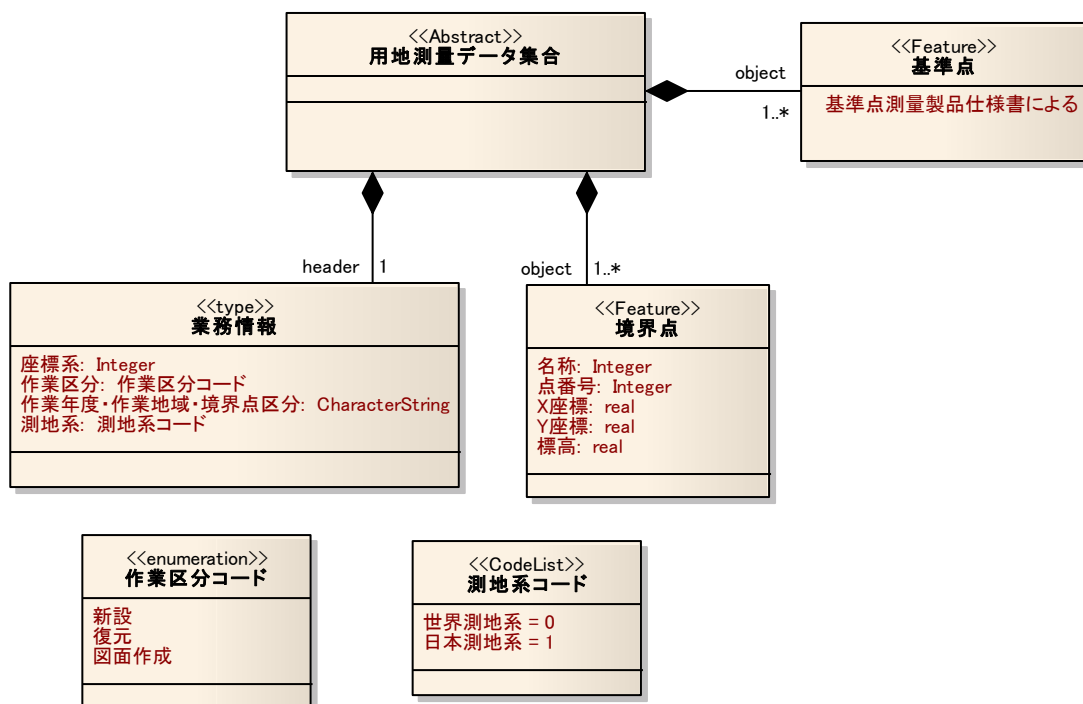 <<Abstract>>
用地測量データ集合
<<Feature>>
基準点
基準点測量製品仕様書による
object
1..*
header
1
object
1..*
<<type>>
業務情報
座標系: Integer
作業区分: 作業区分コード
作業年度・作業地域・境界点区分: CharacterString
測地系: 測地系コード
<<Feature>>
境界点
名称: Integer
点番号: Integer
X座標: real
Y座標: real
標高: real
<<enumeration>>
作業区分コード
新設
復元
図面作成
<<CodeList>>
測地系コード
世界測地系 = 0
日本測地系 = 1